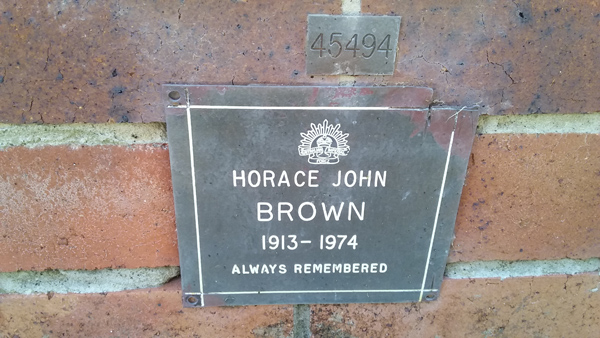 45494
HORACE JOHN
BROWN
1913-1974
ALWAYS REMEMBERED